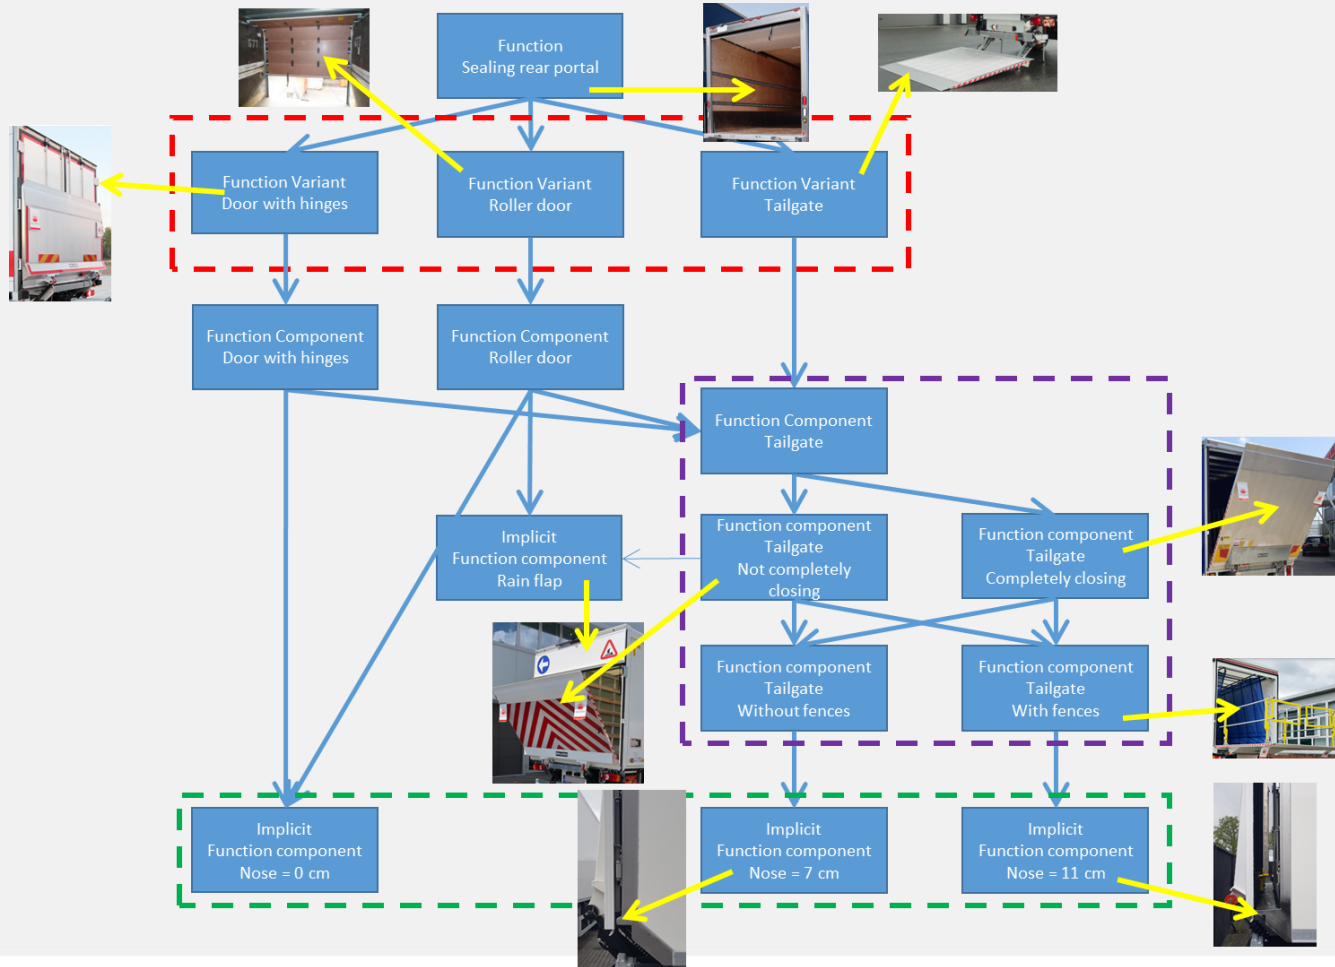 Function
Sealing rear portal
Function Variant
Door with hinges
Function Variant
Roller door
Function Variant
Tailgate
Function Component
Door with hinges
Function Component
Roller door
Function Component
Tailgate
Implicit
Function component
Rain flap
Function component
Tailgate
Not completely
closing
Function component
Tailgate
Completely closing
Function component
Tailgate
Without fences
Function component
Tailgate
With fences
Implicit
Function component
Nose = 0 cm
Implicit
Function component
Nose = 7 cm
Implicit
Function component
Nose = 11 cm